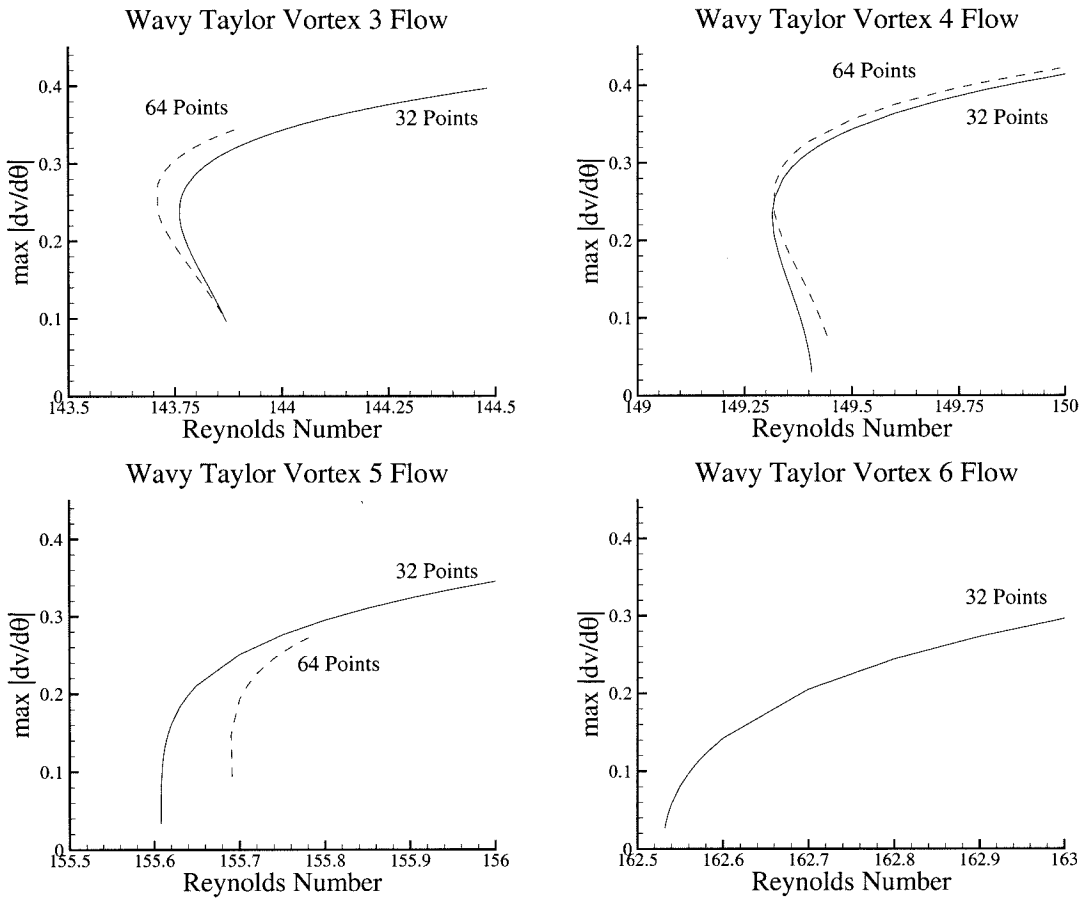 Wavy Taylor Vortex 3 Flow
max |dv/dθ|
0.4
0.3
0.2
0.1
0
64 Points
32 Points
143.5
143.75
144
144.25
144.5
Reynolds Number
Wavy Taylor Vortex 4 Flow
max |dv/dθ|
0.4
0.3
0.2
0.1
0
64 Points
32 Points
149
149.25
149.5
149.75
150
Reynolds Number
Wavy Taylor Vortex 5 Flow
max |dv/dθ|
0.4
0.3
0.2
0.1
0
32 Points
64 Points
155.5
155.6
155.7
155.8
155.9
156
Reynolds Number
Wavy Taylor Vortex 6 Flow
max |dv/dθ|
0.4
0.3
0.2
0.1
0
32 Points
162.5
162.6
162.7
162.8
162.9
163
Reynolds Number